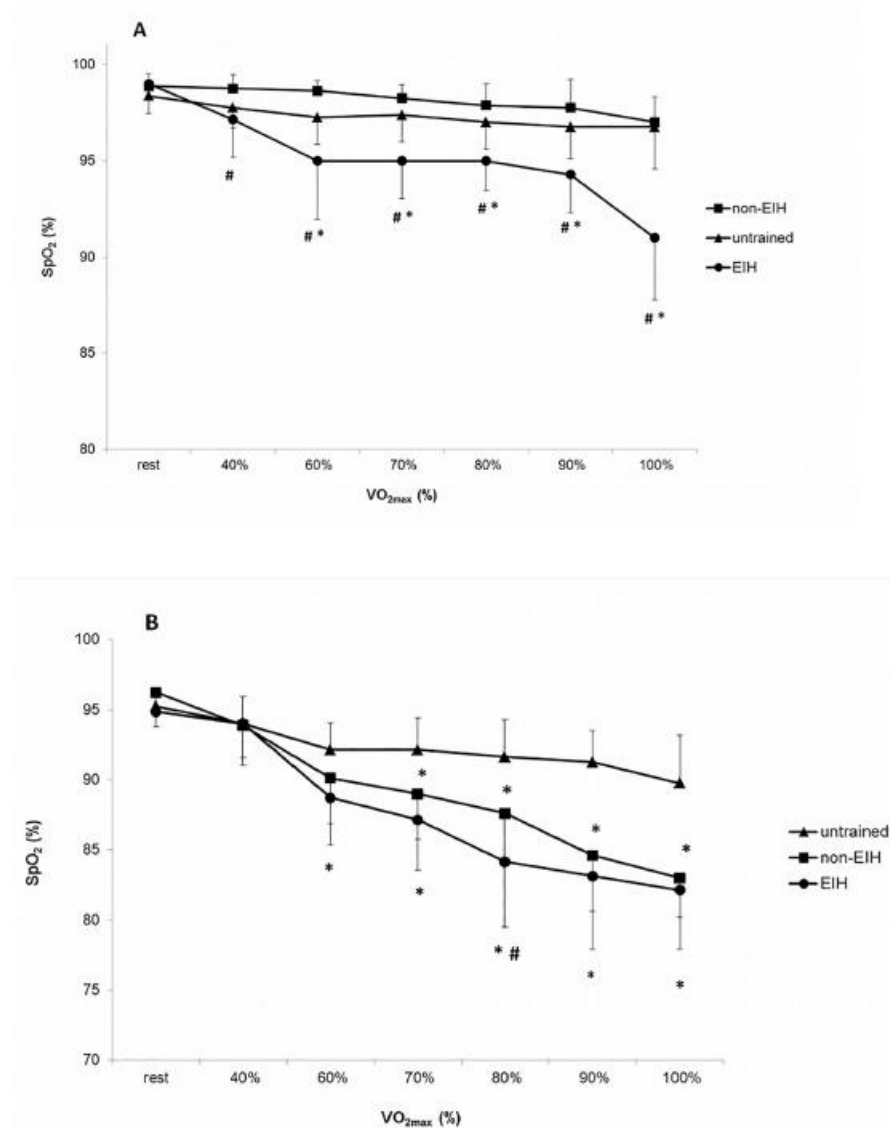 A
100
95
90
85
80
SpO₂ (%)
#
# *
# *
# *
# *
# *
non-EIH
untrained
EIH
rest 40% 60% 70% 80% 90% 100%
VO₂max (%)
B
100
95
90
85
80
75
70
SpO₂ (%)
* * * *
* * * # * *
untrained
non-EIH
EIH
rest 40% 60% 70% 80% 90% 100%
VO₂max (%)